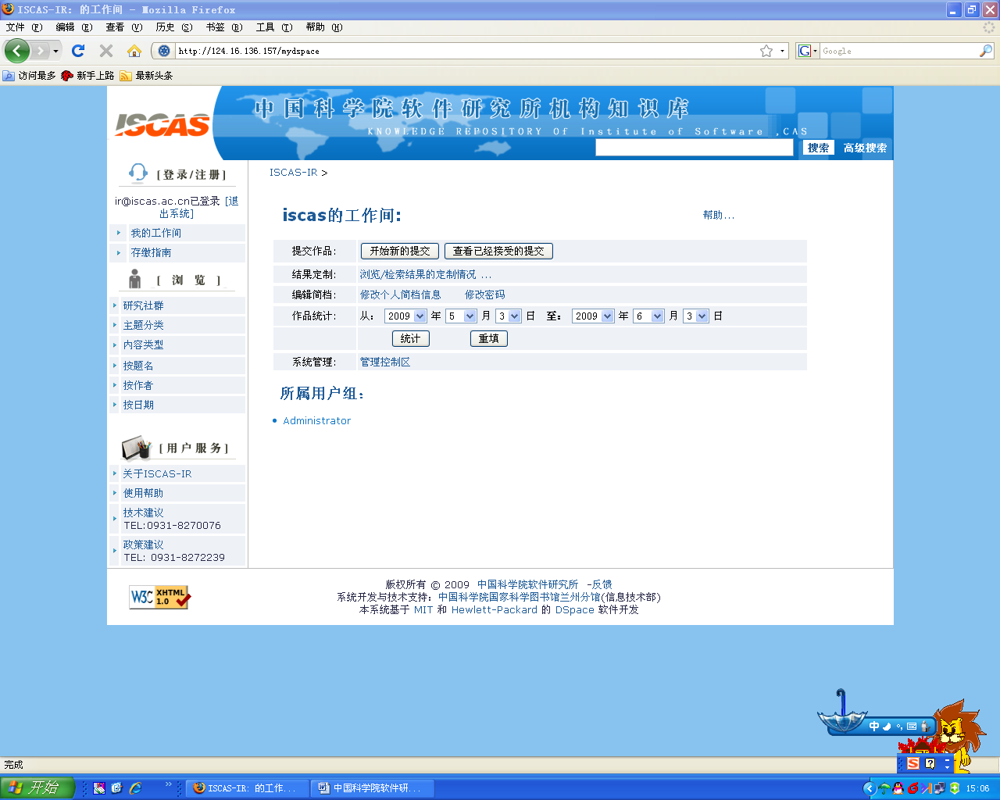 ISCAS-IR: 的工作间 - Mozilla Firefox
文件 (F) 编辑 (E) 查看 (V) 历史 (S) 书签 (B) 工具 (T) 帮助 (H)
http://124.16.136.157/mydspace
G Google
访问最多 新手上路 最新头条
ISCAS
中国科学院软件研究所机构知识库
KNOWLEDGE REPOSITORY Of Institute of Software ,CAS
搜索 高级搜索
[登录/注册]
ir@iscas.ac.cn已登录 [退
出系统]
我的工作间
存缴指南
[ 浏 览 ]
研究社群
主题分类
内容类型
按题名
按作者
按日期
[用户服务]
关于ISCAS-IR
使用帮助
技术建议
TEL:0931-8270076
政策建议
TEL: 0931-8272239
ISCAS-IR >
iscas的工作间:
帮助...
提交作品: 开始新的提交 查看已经接受的提交
结果定制: 浏览/检索结果的定制情况 ...
编辑简档: 修改个人简档信息 修改密码
作品统计: 从: 2009 年 5 月 3 日 至: 2009 年 6 月 3 日
统计 重填
系统管理: 管理控制区
所属用户组:
Administrator
W3C XHTML 1.0
版权所有 © 2009 中国科学院软件研究所 -反馈
系统开发与技术支持: 中国科学院国家科学图书馆兰州分馆(信息技术部)
本系统基于 MIT 和 Hewlett-Packard 的 DSpace 软件开发
中
完成
S
开始
ISCAS-IR: 的工作...
中国科学院软件研...
15:06